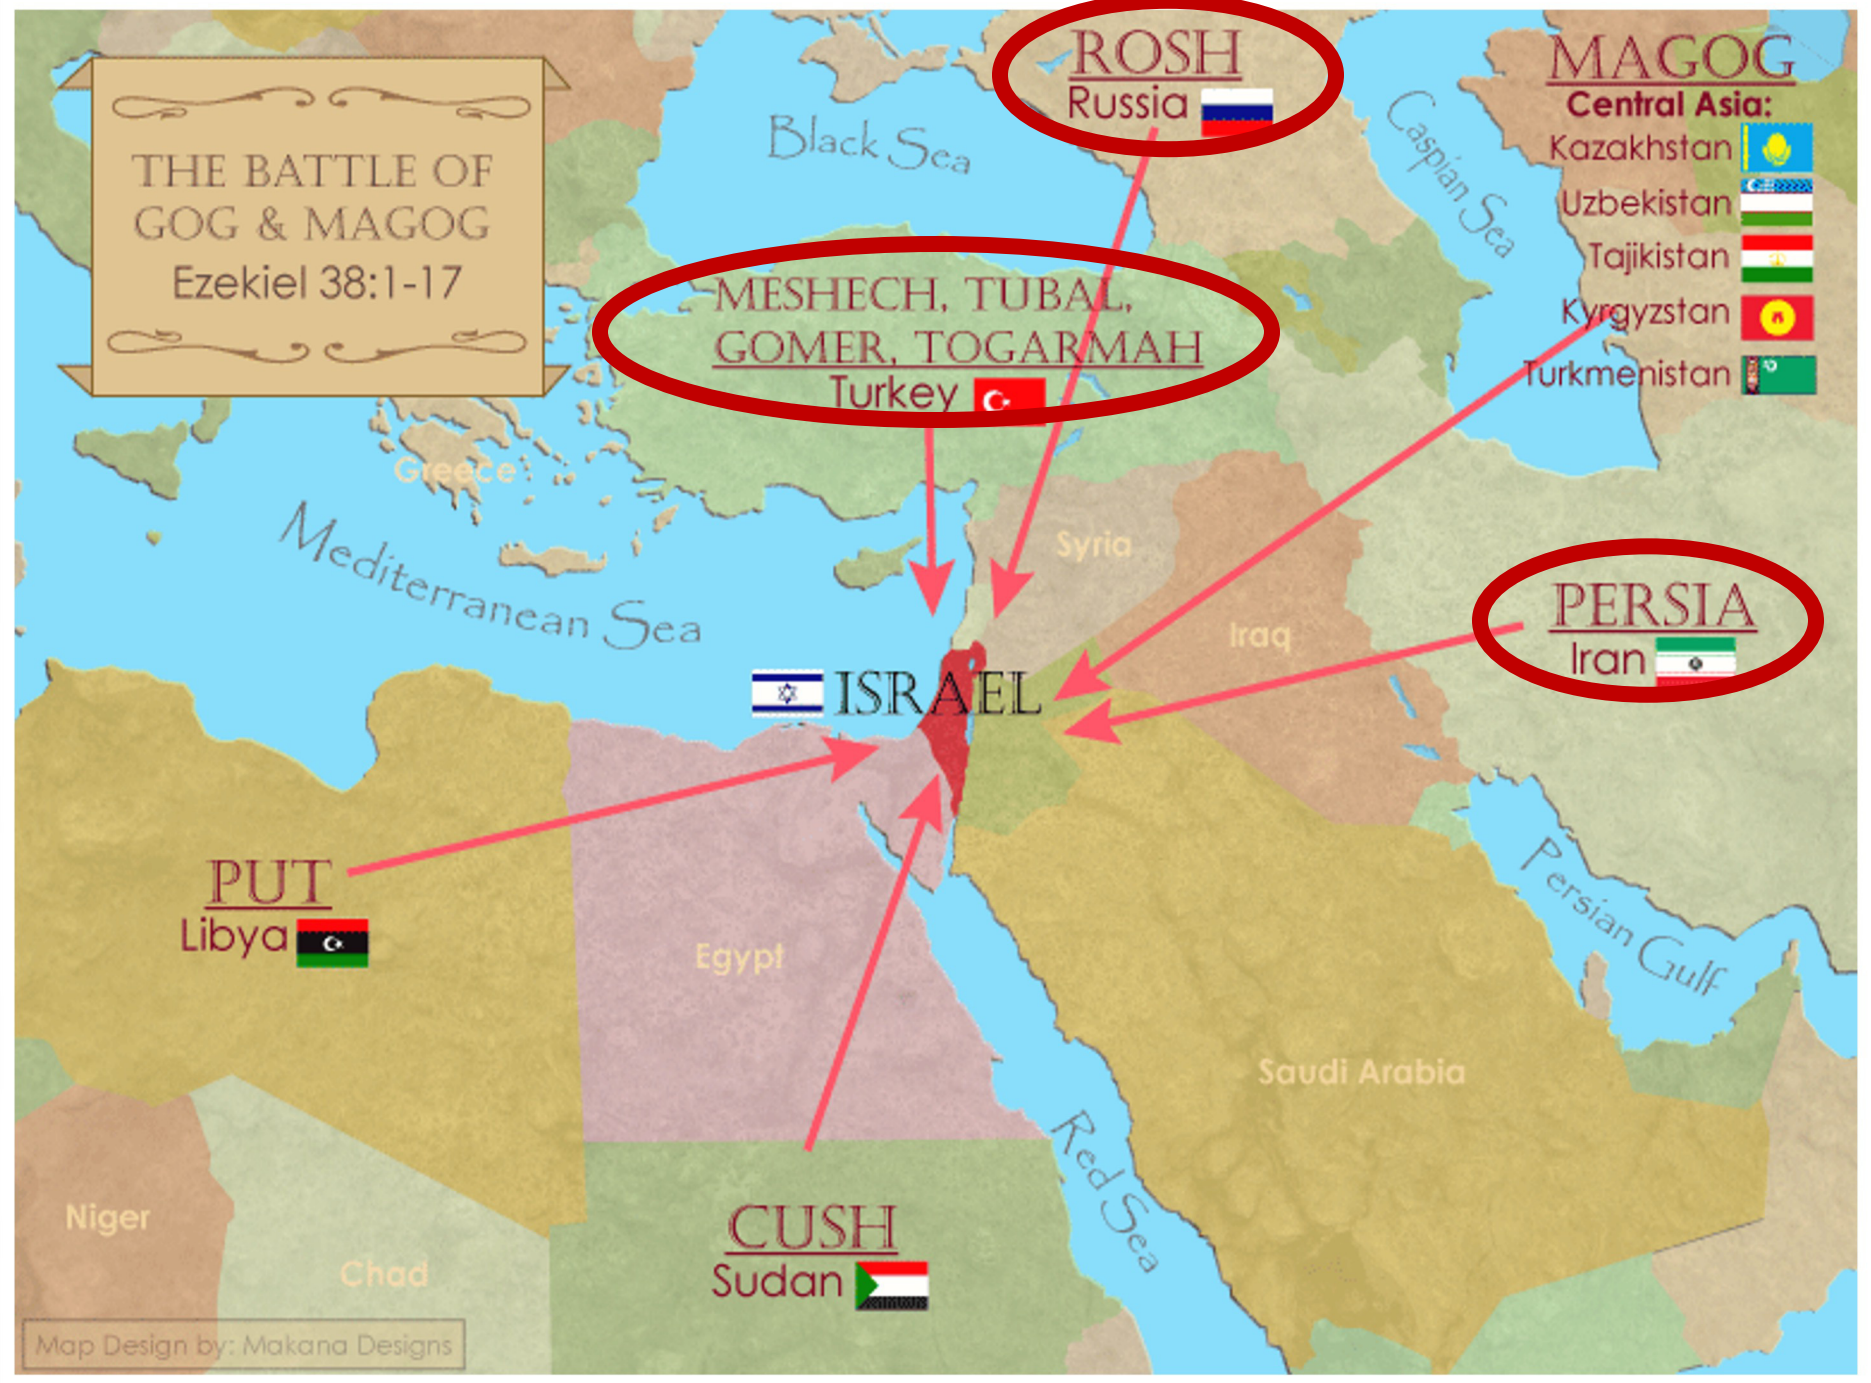 THE BATTLE OF
GOG & MAGOG
Ezekiel 38:1-17
ROSH
Russia
MAGOG
Central Asia:
Kazakhstan
Uzbekistan
Tajikistan
Kyrgyzstan
Turkmenistan
Black Sea
Caspian Sea
MESHECH, TUBAL,
GOMER, TOGARMAH
Turkey
Greece
Mediterranean Sea
Syria
Iraq
PERSIA
Iran
ISRAEL
PUT
Libya
Egypt
Persian Gulf
Saudi Arabia
Red Sea
Niger
Chad
CUSH
Sudan
Map Design by: Makana Designs